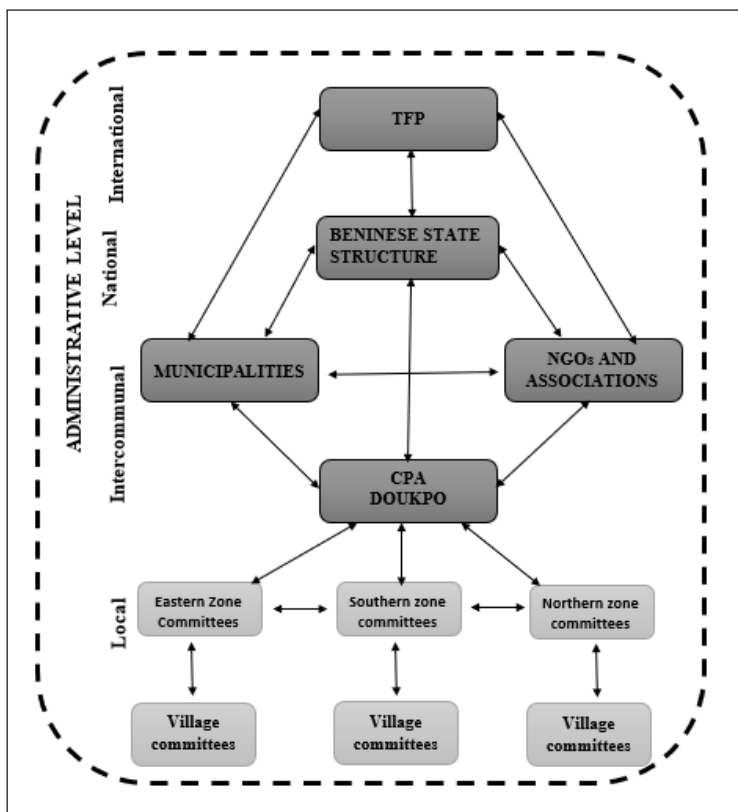 ADMINISTRATIVE LEVEL
International
National
Intercommunal
Local
TFP
BENINESE STATE
STRUCTURE
MUNICIPALITIES
NGOs AND
ASSOCIATIONS
CPA
DOUKPO
Eastern Zone
Committees
Southern zone
committees
Northern zone
committees
Village
committees
Village
committees
Village
committees